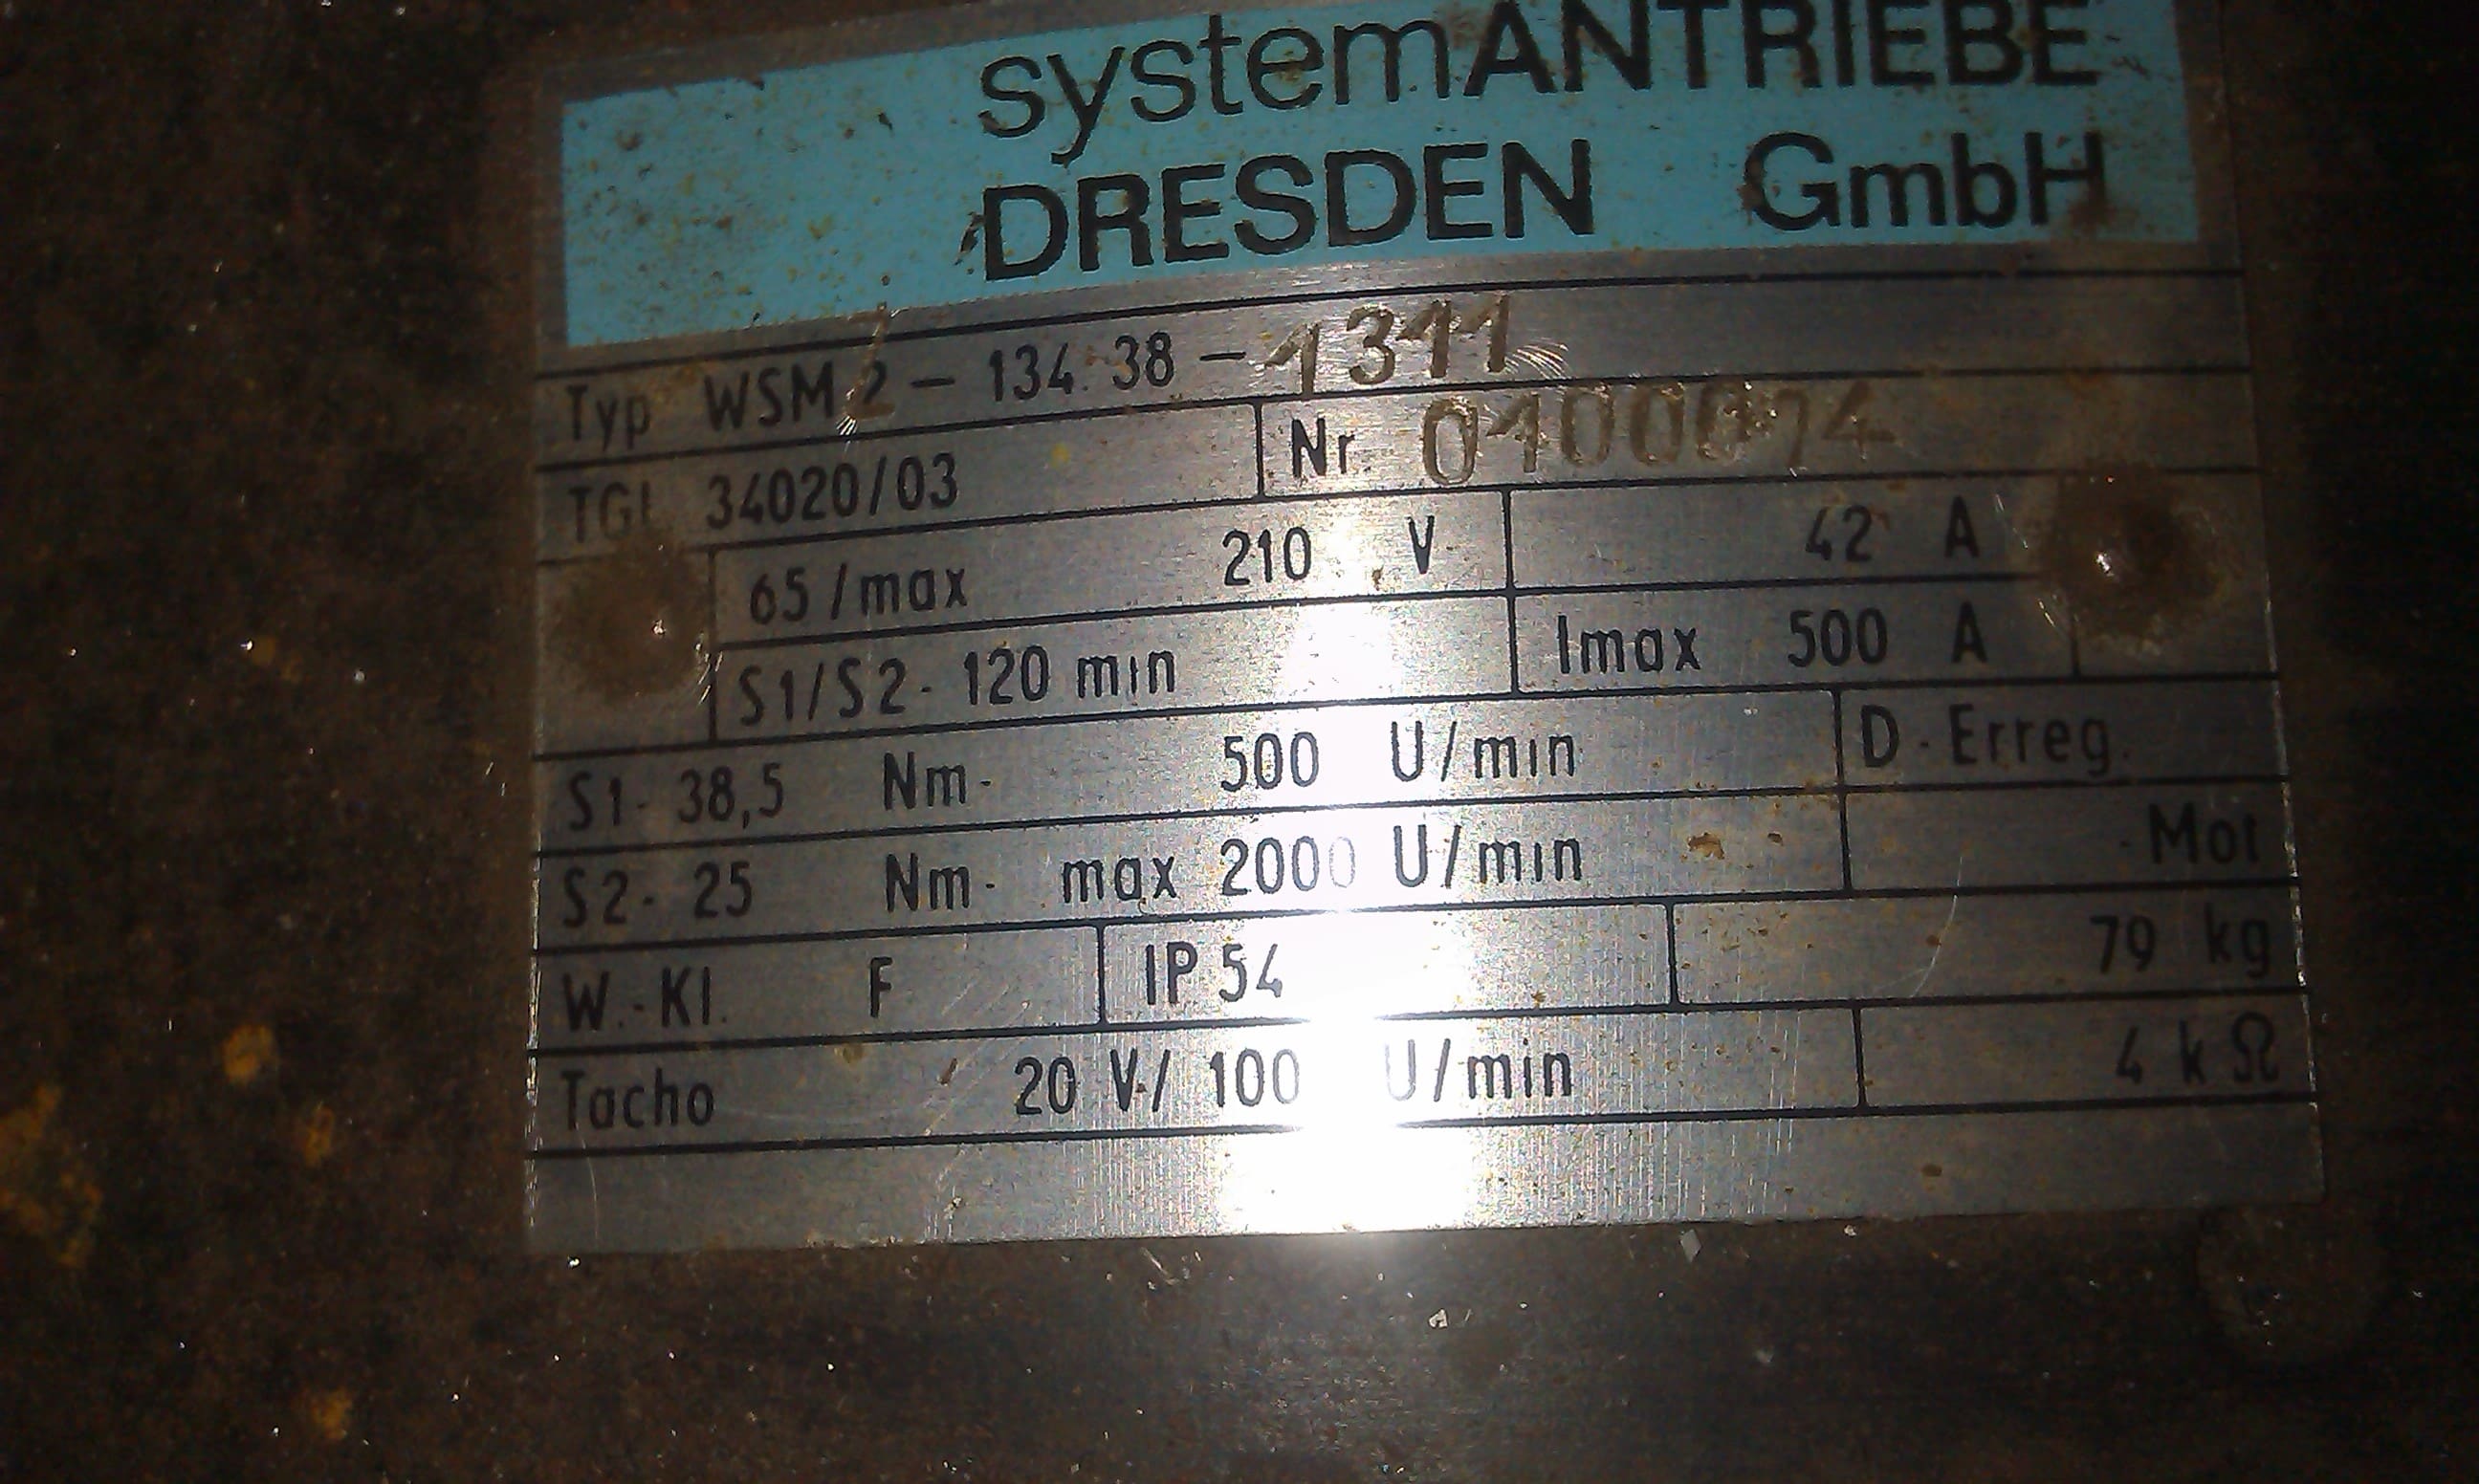 systemANTRIEBE
DRESDEN GmbH
Typ WSM 2 - 134.38 - 1311
TGL 34020/03 Nr.
65/max 210 V 42 A
S1/S2 - 120 min Imax 500 A
S1 - 38,5 Nm - 500 U/min D - Erreg.
S2 - 25 Nm - max 2000 U/min - Mot
W.-Kl. F IP 54 79 kg
Tacho 20 V/ 100 U/min 4 kΩ